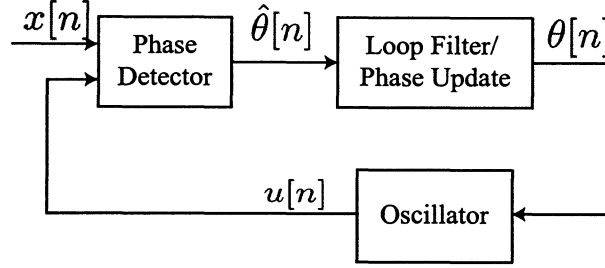 x[n]
Phase
Detector
θ̂[n]
Loop Filter/
Phase Update
θ[n]
u[n]
Oscillator